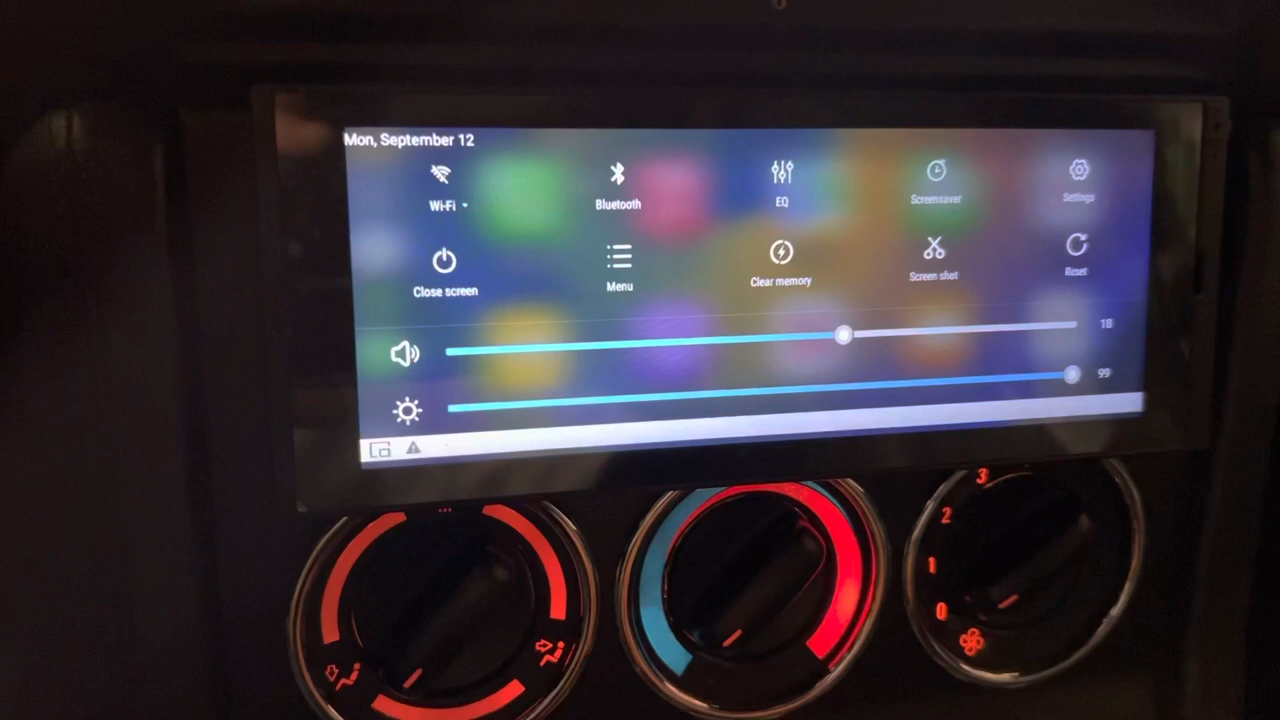 Mon, September 12
Wi-Fi Bluetooth EQ Screensaver Settings
Close screen Menu Clear memory Screen shot Reset
18
99
3
2
1
0